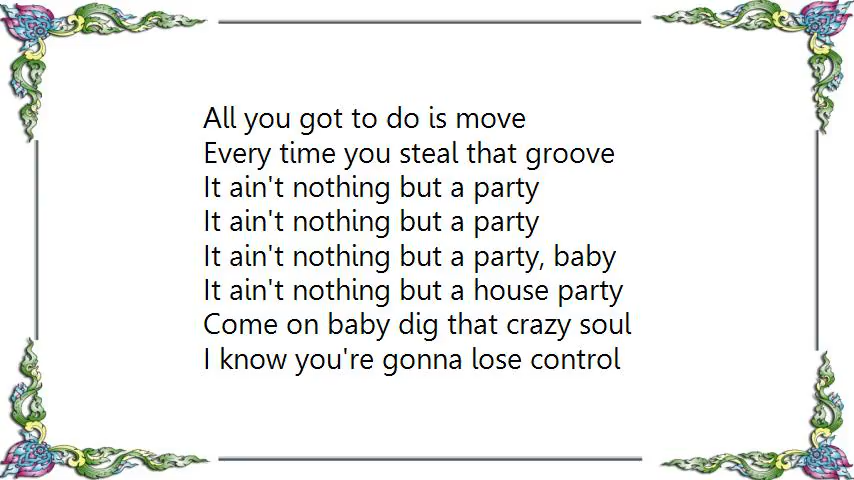 All you got to do is move
Every time you steal that groove
It ain't nothing but a party
It ain't nothing but a party
It ain't nothing but a party, baby
It ain't nothing but a house party
Come on baby dig that crazy soul
I know you're gonna lose control